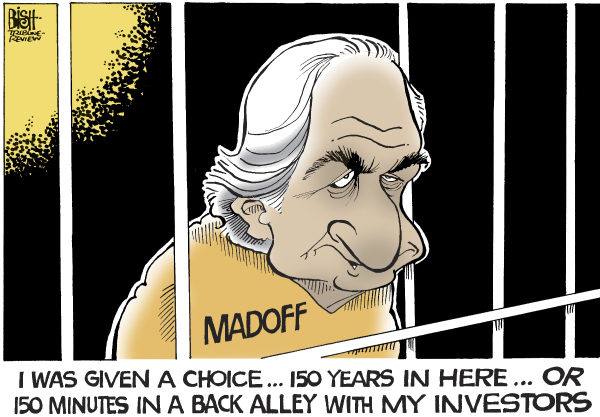 BISH
TRIBUNE-
REVIEW
MADOFF
I WAS GIVEN A CHOICE... 150 YEARS IN HERE... OR
150 MINUTES IN A BACK ALLEY WITH MY INVESTORS